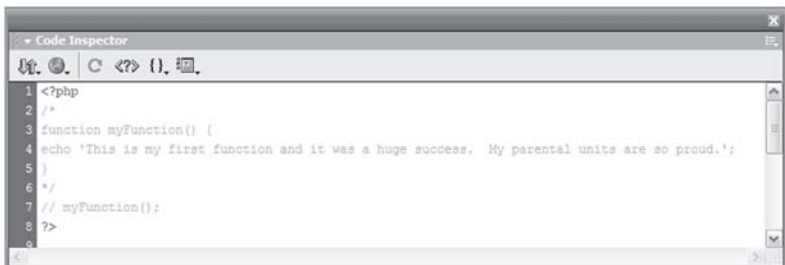 Code Inspector
<?>
{}
1 <?php
2 /*
3 function myFunction() {
4 echo 'This is my first function and it was a huge success.  My parental units are so proud.';
5 }
6 */
7 // myFunction();
8 ?>
9